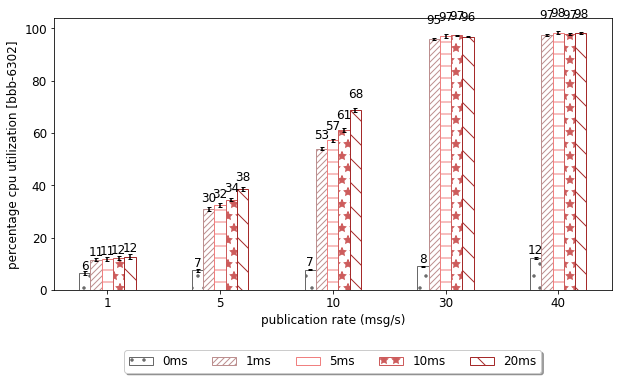 percentage cpu utilization [bbb-6302]
100
80
60
40
20
0
6 11 11 12 12
7 30 32 34 38
7 53 57 61 68
8 95 97 97 96
12 97 98 97 98
1 5 10 30 40
publication rate (msg/s)
0ms 1ms 5ms 10ms 20ms